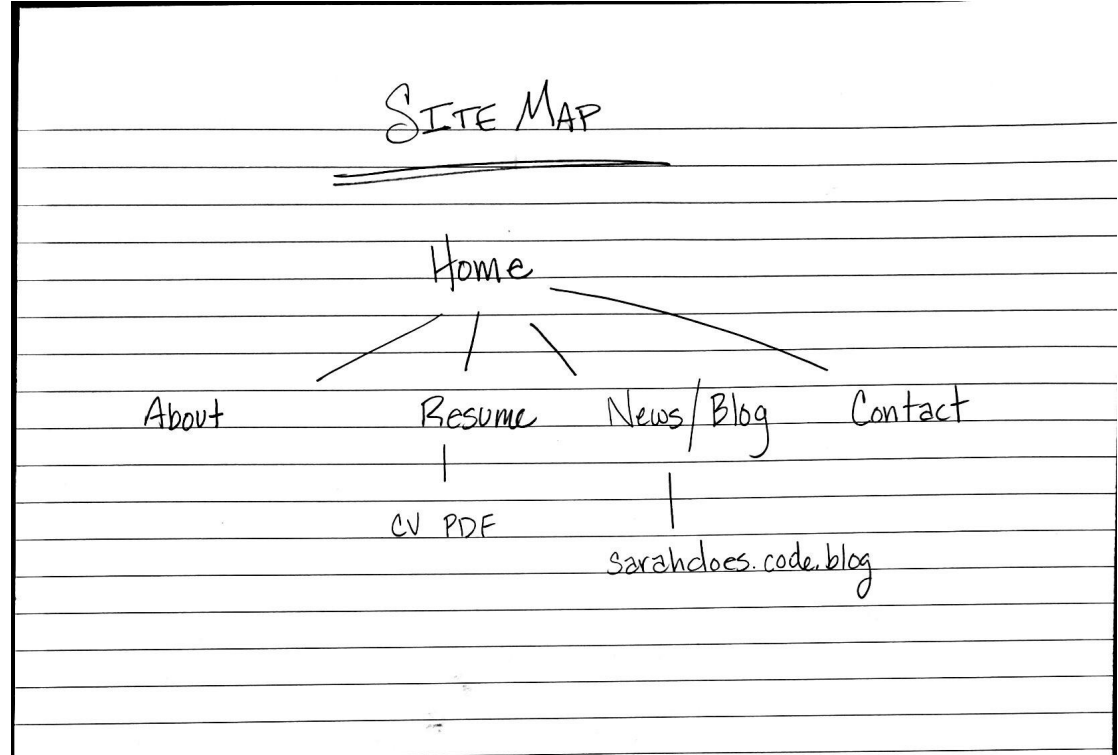 SITE MAP
Home
About Resume News/Blog Contact
CV PDF
sarahdoes.code.blog